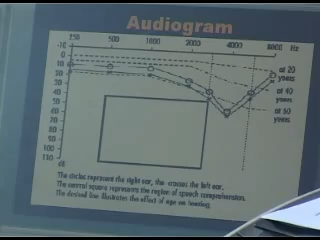 Audiogram
-10 250 500 1000 2000 4000 8000 Hz
0
10 at 20
20 years
30 at 40
40 years
50 at 60
60 years
70
80
90
100
110
dB
The circles represent the right ear, the crosses the left ear.
The central square represents the region of speech comprehension.
The dashed line illustrates the effect of age on hearing.